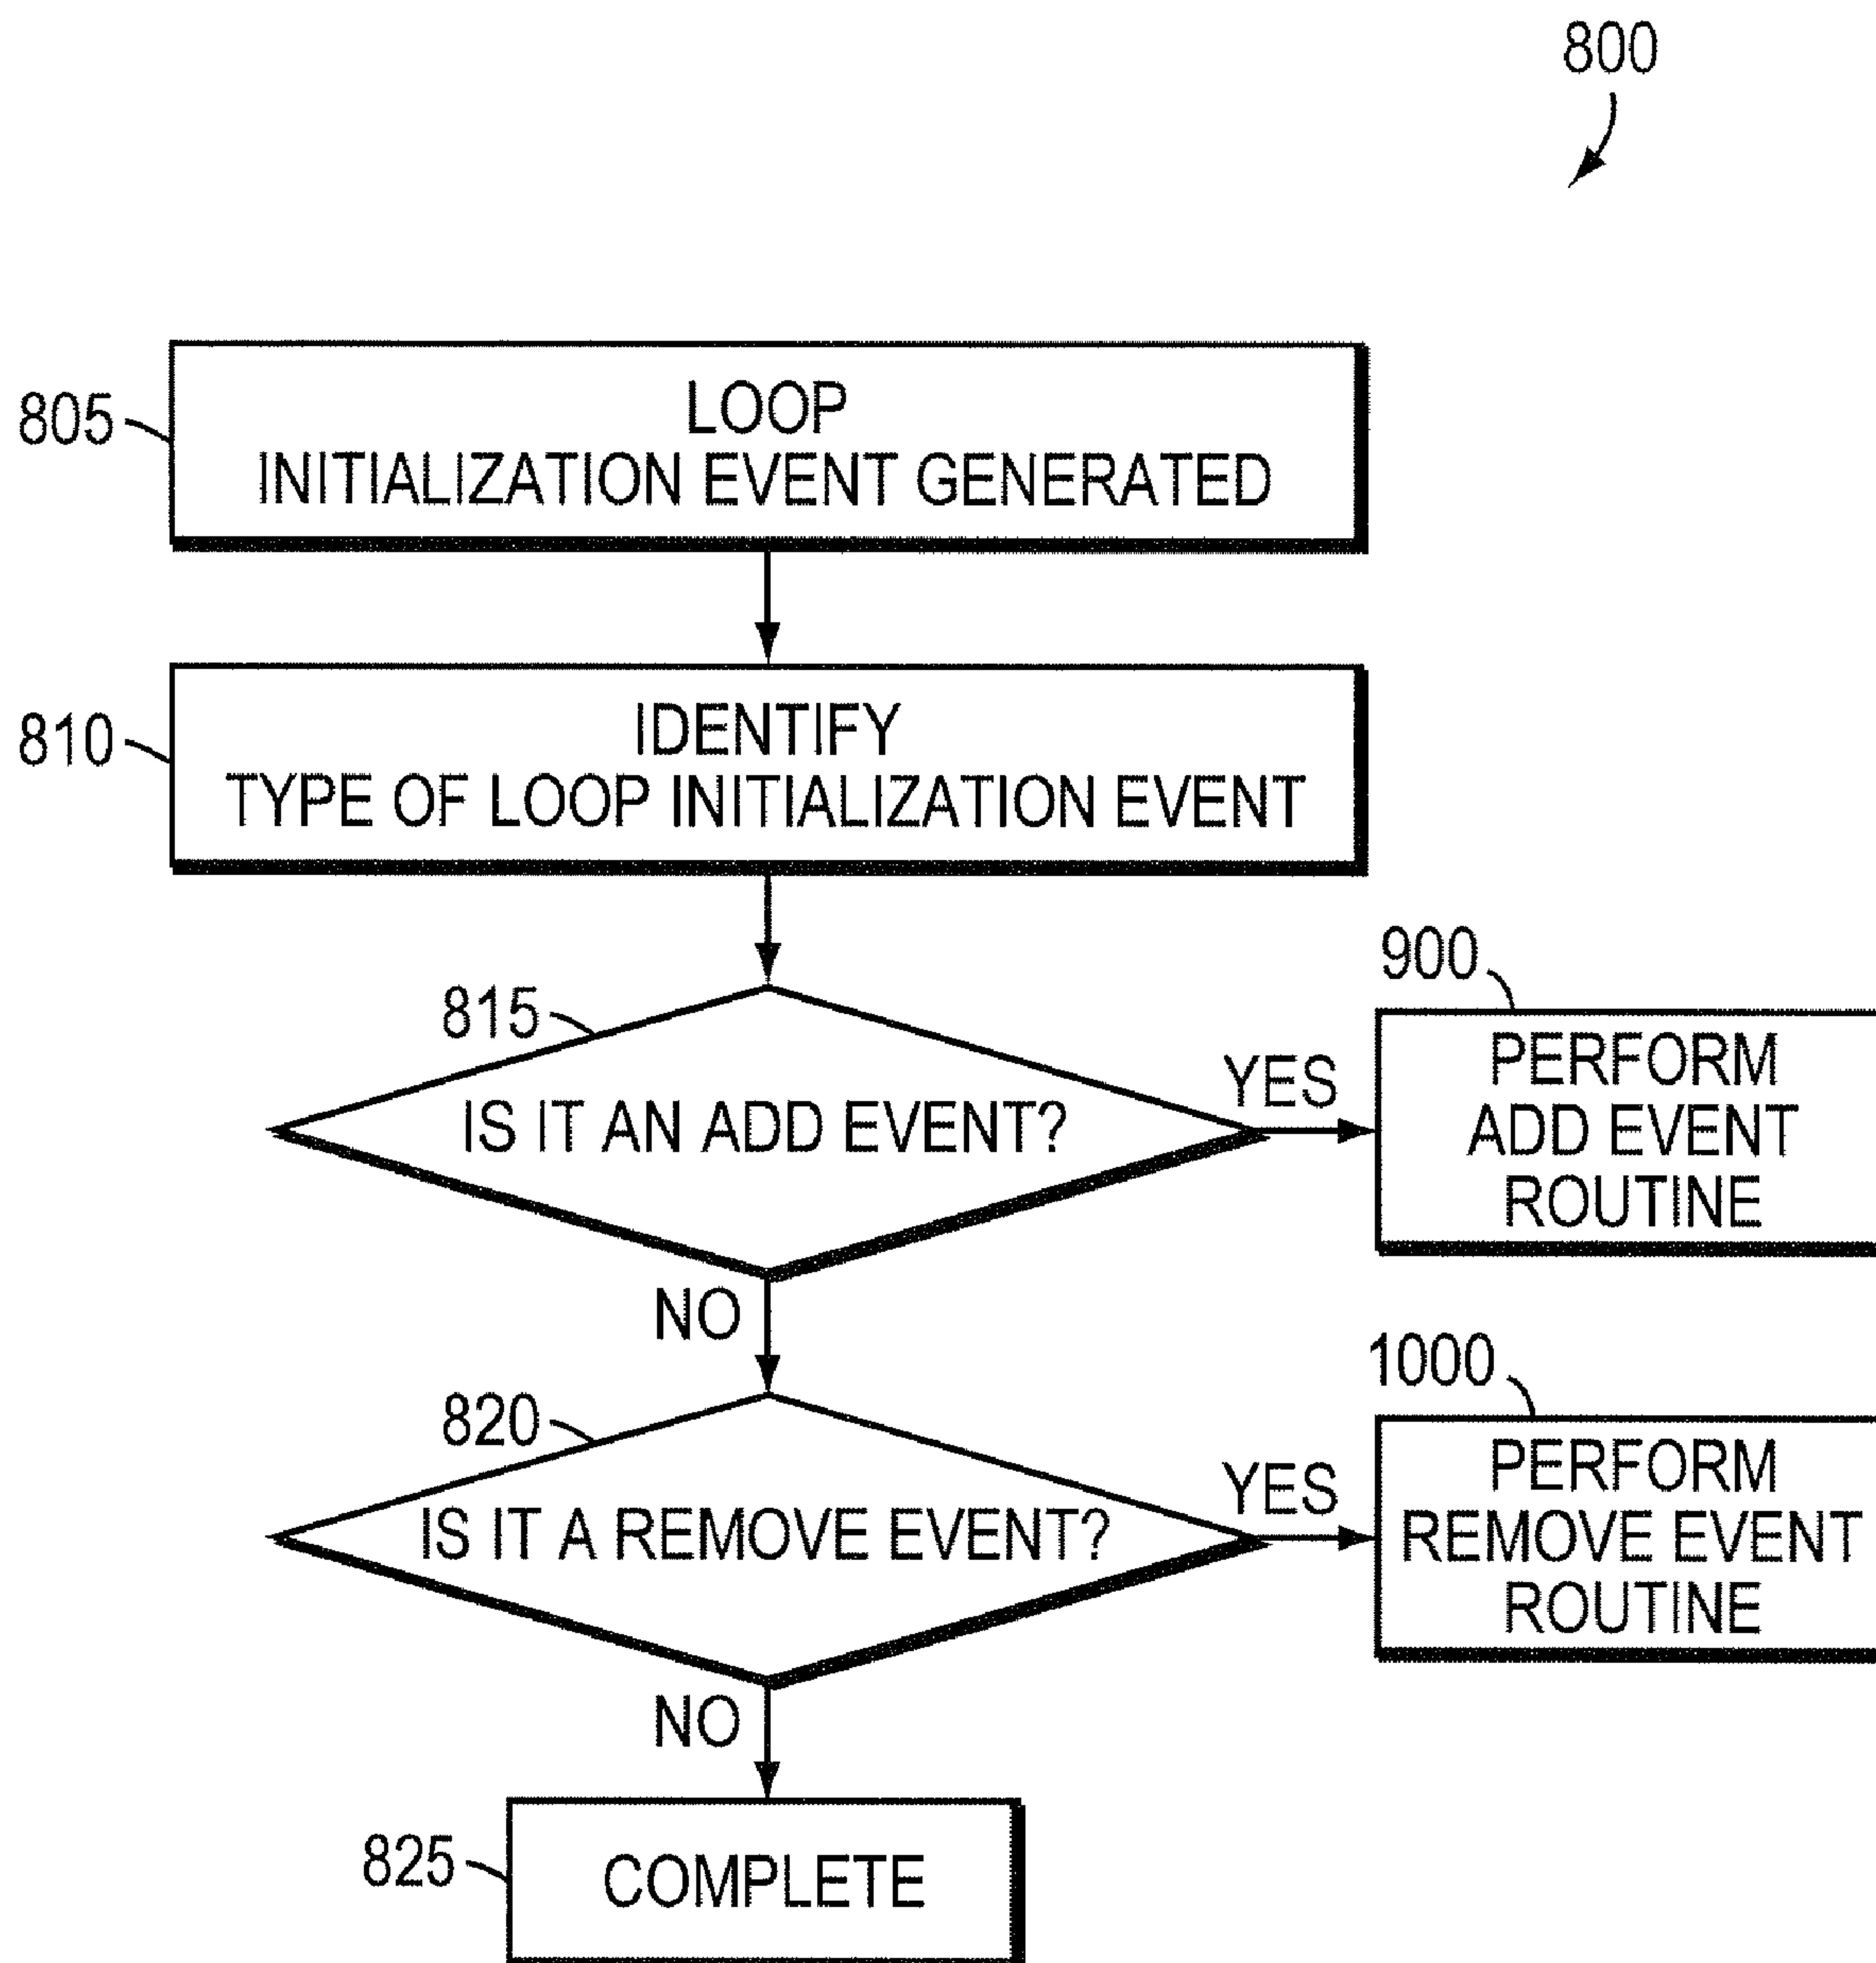 800
805
LOOP
INITIALIZATION EVENT GENERATED
810
IDENTIFY
TYPE OF LOOP INITIALIZATION EVENT
815
IS IT AN ADD EVENT?
YES
900
PERFORM
ADD EVENT
ROUTINE
NO
820
IS IT A REMOVE EVENT?
YES
1000
PERFORM
REMOVE EVENT
ROUTINE
NO
825
COMPLETE